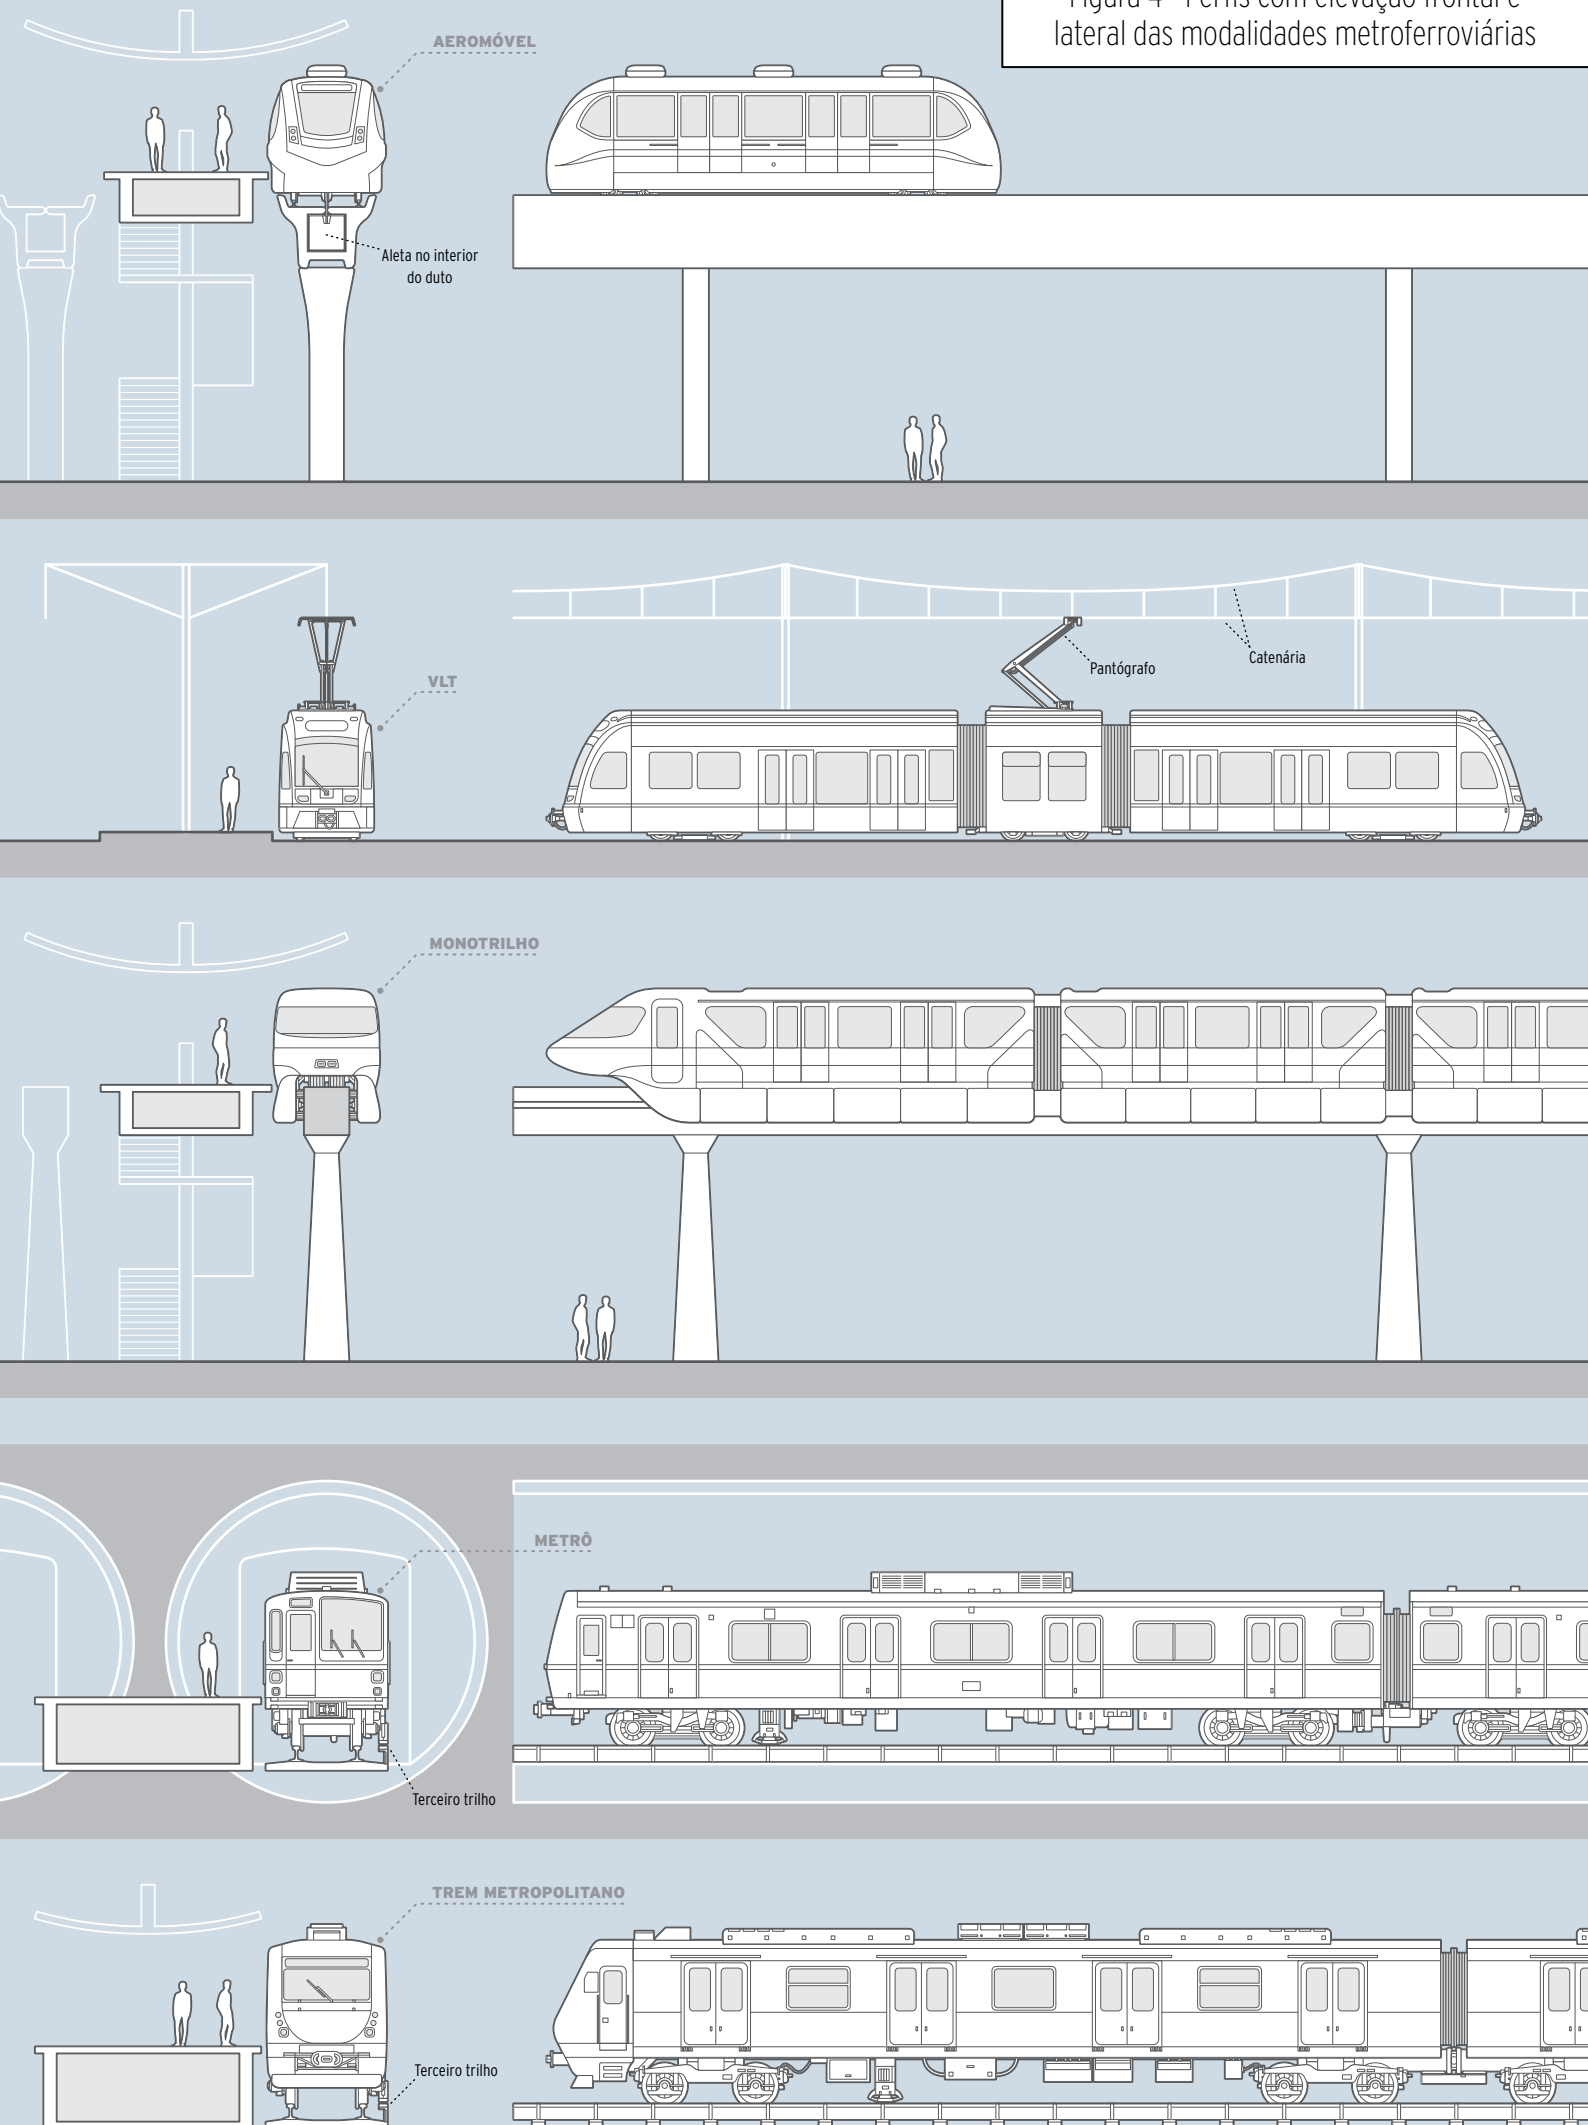 Figura 4 - Perfis com elevação frontal e
lateral das modalidades metroferroviárias
AEROMÓVEL
Aleta no interior
do duto
VLT
Pantógrafo
Catenária
MONOTRILHO
METRÔ
Terceiro trilho
TREM METROPOLITANO
Terceiro trilho